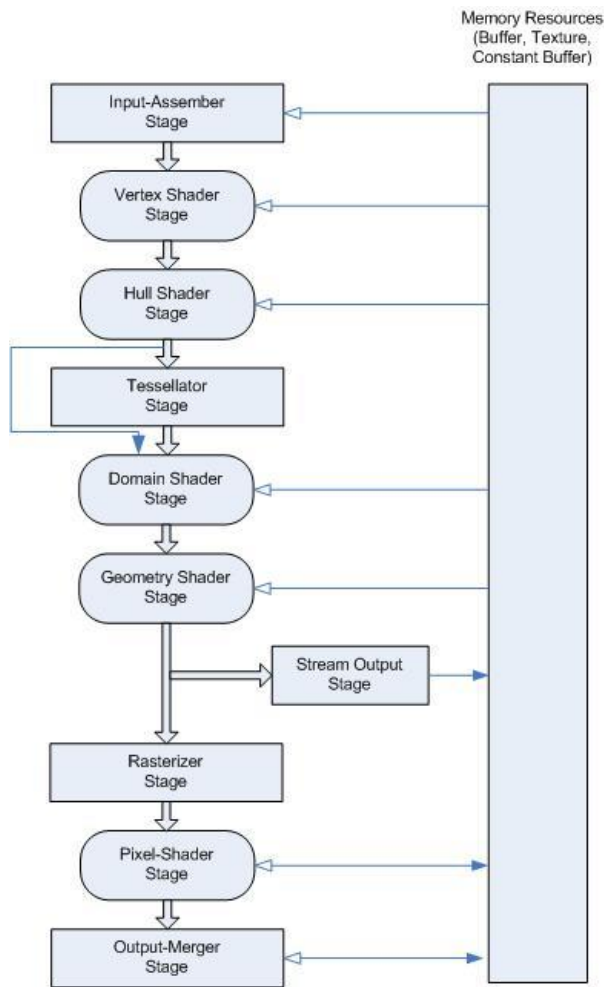 Memory Resources
(Buffer, Texture,
Constant Buffer)
Input-Assember
Stage
Vertex Shader
Stage
Hull Shader
Stage
Tessellator
Stage
Domain Shader
Stage
Geometry Shader
Stage
Stream Output
Stage
Rasterizer
Stage
Pixel-Shader
Stage
Output-Merger
Stage